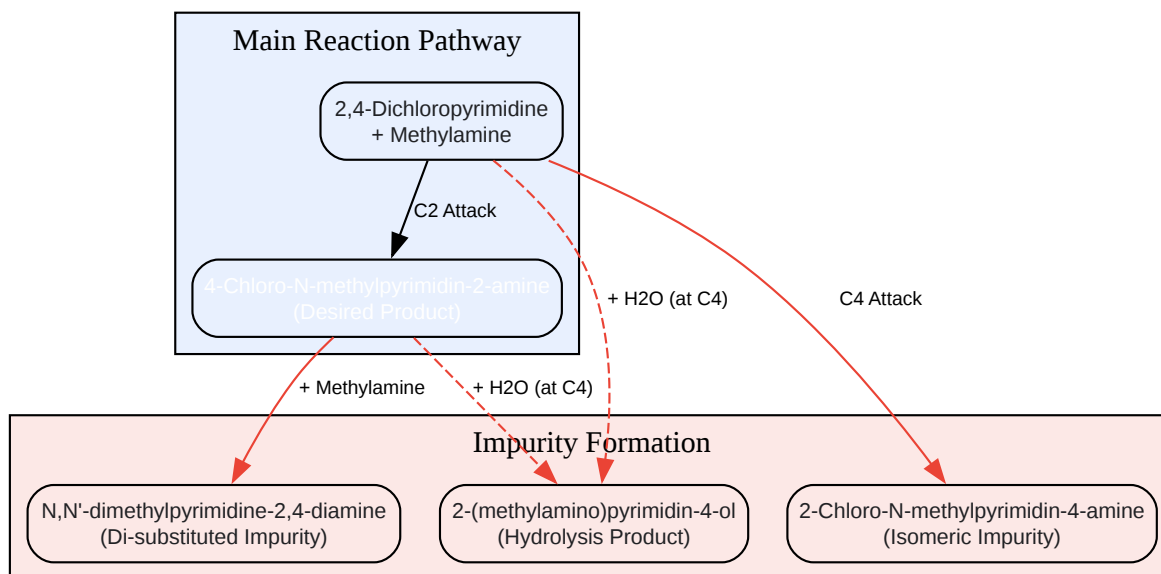 Main Reaction Pathway
2,4-Dichloropyrimidine
+ Methylamine
C2 Attack
4-Chloro-N-methylpyrimidin-2-amine
(Desired Product)
+ H2O (at C4)
C4 Attack
+ Methylamine
+ H2O (at C4)
Impurity Formation
N,N'-dimethylpyrimidine-2,4-diamine
(Di-substituted Impurity)
2-(methylamino)pyrimidin-4-ol
(Hydrolysis Product)
2-Chloro-N-methylpyrimidin-4-amine
(Isomeric Impurity)